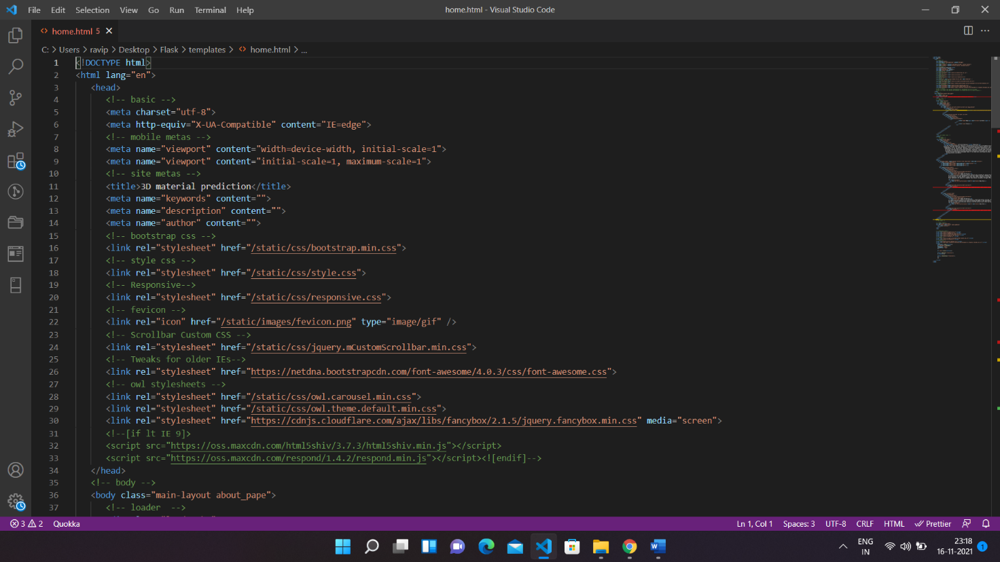 File Edit Selection View Go Run Terminal Help home.html - Visual Studio Code
home.html 5
C: > Users > ravip > Desktop > Flask > templates > home.html > ...
1 <!DOCTYPE html>
2 <html lang="en">
3 <head>
4 <!-- basic -->
5 <meta charset="utf-8">
6 <meta http-equiv="X-UA-Compatible" content="IE=edge">
7 <!-- mobile metas -->
8 <meta name="viewport" content="width=device-width, initial-scale=1">
9 <meta name="viewport" content="initial-scale=1, maximum-scale=1">
10 <!-- site metas -->
11 <title>3D material prediction</title>
12 <meta name="keywords" content="">
13 <meta name="description" content="">
14 <meta name="author" content="">
15 <!-- bootstrap css -->
16 <link rel="stylesheet" href="/static/css/bootstrap.min.css">
17 <!-- style css -->
18 <link rel="stylesheet" href="/static/css/style.css">
19 <!-- Responsive-->
20 <link rel="stylesheet" href="/static/css/responsive.css">
21 <!-- fevicon -->
22 <link rel="icon" href="/static/images/fevicon.png" type="image/gif" />
23 <!-- Scrollbar Custom CSS -->
24 <link rel="stylesheet" href="/static/css/jquery.mCustomScrollbar.min.css">
25 <!-- Tweaks for older IEs-->
26 <link rel="stylesheet" href="https://netdna.bootstrapcdn.com/font-awesome/4.0.3/css/font-awesome.css">
27 <!-- owl stylesheets -->
28 <link rel="stylesheet" href="/static/css/owl.carousel.min.css">
29 <link rel="stylesheet" href="/static/css/owl.theme.default.min.css">
30 <link rel="stylesheet" href="https://cdnjs.cloudflare.com/ajax/libs/fancybox/2.1.5/jquery.fancybox.min.css" media="screen">
31 <!--[if lt IE 9]>
32 <script src="https://oss.maxcdn.com/html5shiv/3.7.3/html5shiv.min.js"></script>
33 <script src="https://oss.maxcdn.com/respond/1.4.2/respond.min.js"></script><![endif]-->
34 </head>
35 <!-- body -->
36 <body class="main-layout about_pape">
37 <!-- loader -->
3 2 Quokka Ln 1, Col 1 Spaces: 3 UTF-8 CRLF HTML Prettier
ENG 23:18
IN 16-11-2021 1